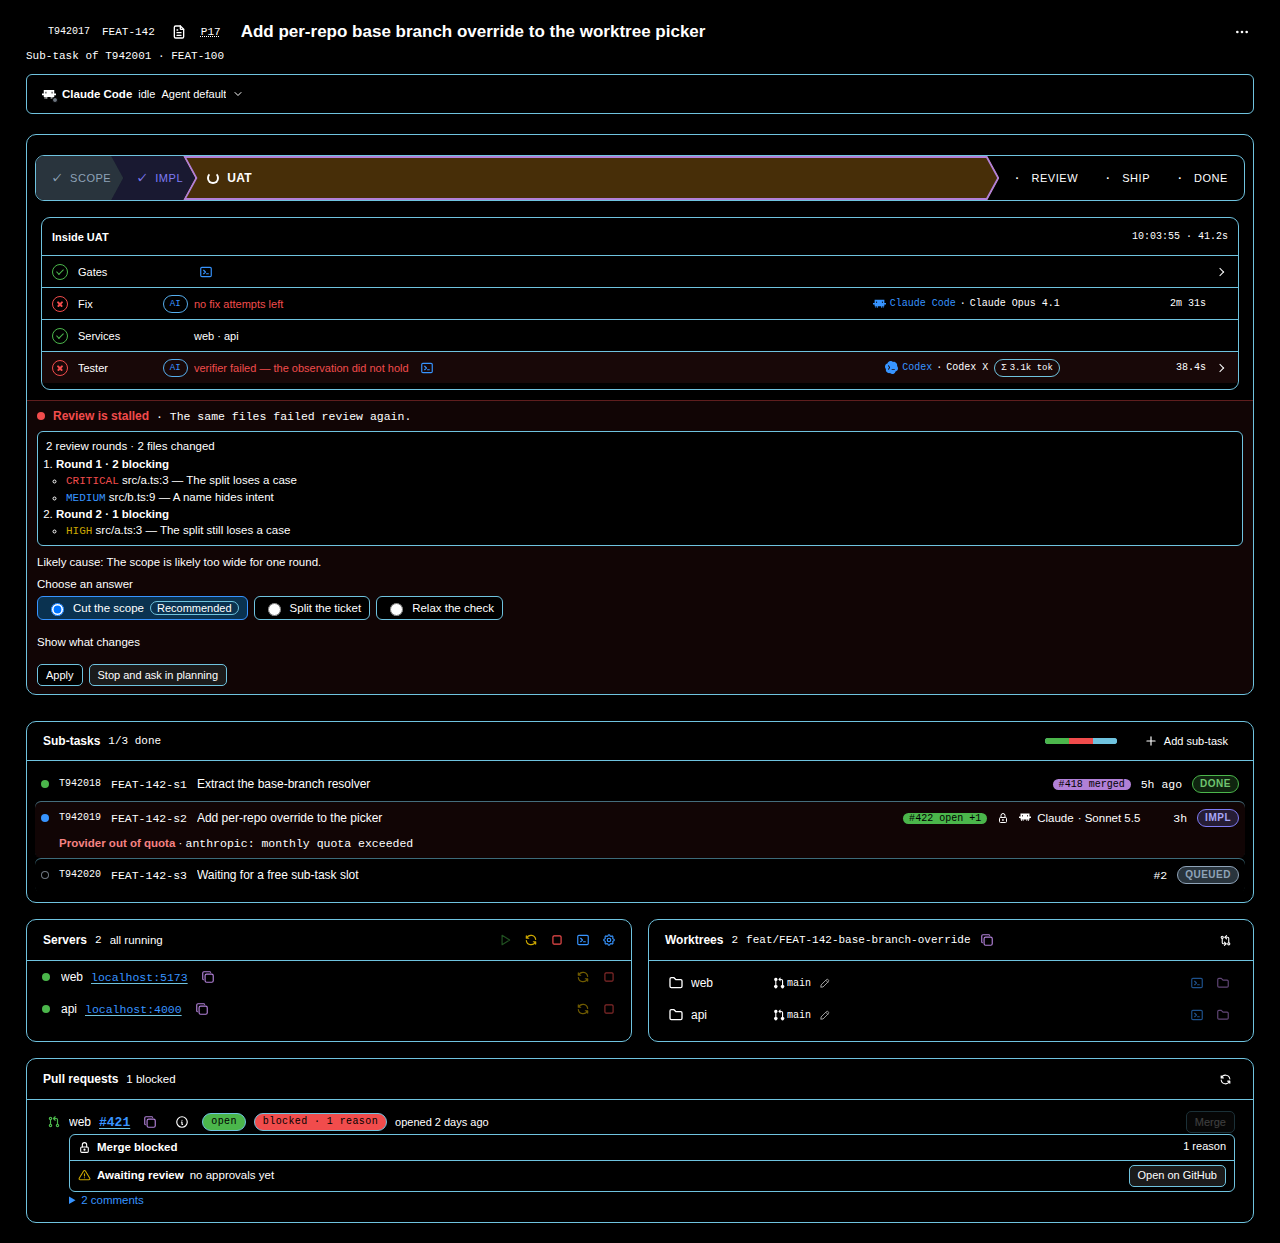 T942017 FEAT-142 P17 Add per-repo base branch override to the worktree picker
Sub-task of T942001 · FEAT-100
Claude Code idle Agent default
SCOPE IMPL UAT · REVIEW · SHIP · DONE
Inside UAT 10:03:55 · 41.2s
Gates
Fix AI no fix attempts left Claude Code · Claude Opus 4.1 2m 31s
Services web · api
Tester AI verifier failed — the observation did not hold Codex · Codex X Σ 3.1k tok 38.4s
Review is stalled · The same files failed review again.
2 review rounds · 2 files changed
1. Round 1 · 2 blocking
CRITICAL src/a.ts:3 — The split loses a case
MEDIUM src/b.ts:9 — A name hides intent
2. Round 2 · 1 blocking
HIGH src/a.ts:3 — The split still loses a case
Likely cause: The scope is likely too wide for one round.
Choose an answer
Cut the scope Recommended Split the ticket Relax the check
Show what changes
Apply Stop and ask in planning
Sub-tasks 1/3 done Add sub-task
T942018 FEAT-142-s1 Extract the base-branch resolver #418 merged 5h ago DONE
T942019 FEAT-142-s2 Add per-repo override to the picker #422 open +1 Claude · Sonnet 5.5 3h IMPL
Provider out of quota · anthropic: monthly quota exceeded
T942020 FEAT-142-s3 Waiting for a free sub-task slot #2 QUEUED
Servers 2 all running
web localhost:5173
api localhost:4000
Worktrees 2 feat/FEAT-142-base-branch-override
web main
api main
Pull requests 1 blocked
web #421 open blocked · 1 reason opened 2 days ago Merge
Merge blocked 1 reason
Awaiting review no approvals yet Open on GitHub
2 comments